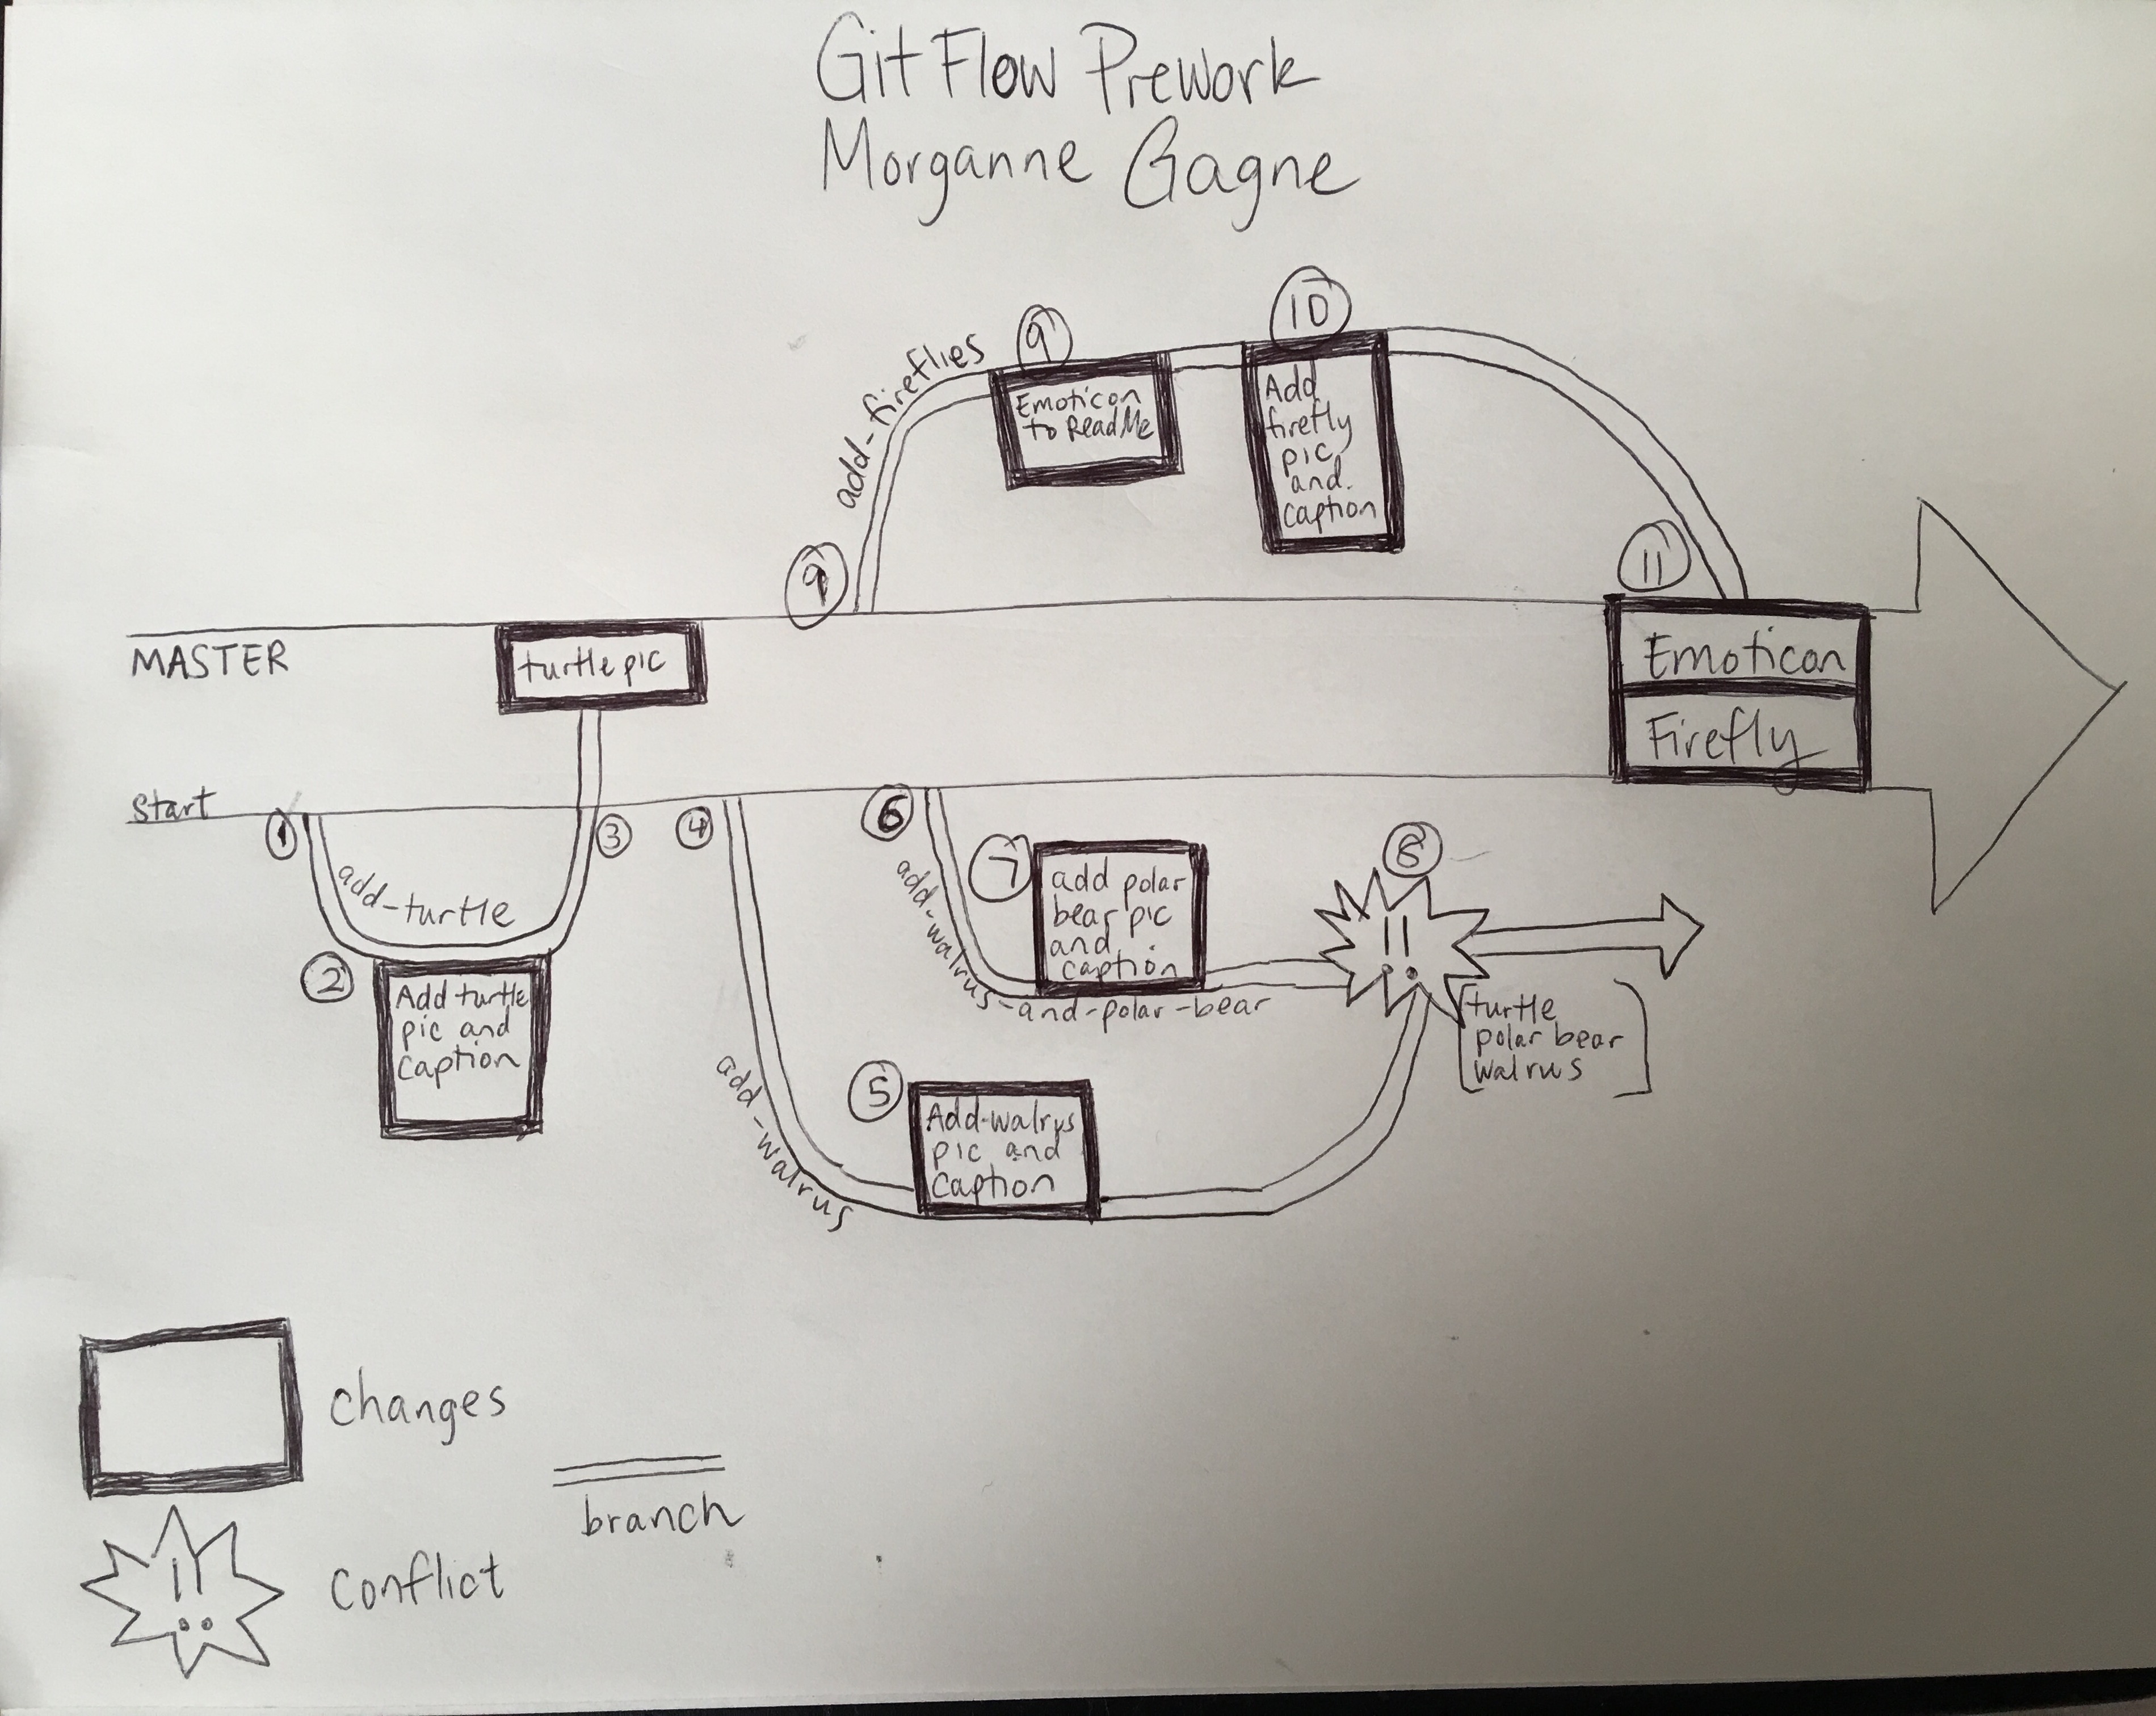 Git Flow Prework
Morganne Gagne
10
9
add-fireflies
Emoticon
to ReadMe
Add
firefly
pic
and
caption
9
11
MASTER
turtle pic
Emoticon
Firefly
Start
1
3
4
6
add-turtle
2
Add turtle
pic and
caption
7
add polar
bear pic
and
caption
add-walrus-and-polar-bear
8
!!
turtle
polar bear
walrus
add-walrus
5
Add-walrus
pic and
caption
changes
branch
!!
conflict